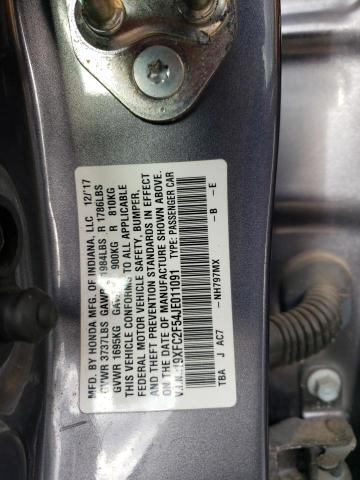 MFD. BY HONDA MFG. OF INDIANA, LLC 12/'17
GVWR 3737LBS GAWR F 1984LBS R 1786LBS
GVWR 1695KG GAWR F 900KG R 810KG
THIS VEHICLE CONFORMS TO ALL APPLICABLE
FEDERAL MOTOR VEHICLE SAFETY, BUMPER,
AND THEFT PREVENTION STANDARDS IN EFFECT
ON THE DATE OF MANUFACTURE SHOWN ABOVE.
V.I.N.: 19XFC2F54JE011091 TYPE: PASSENGER CAR
NH797MX -B -E
TBA J AC7